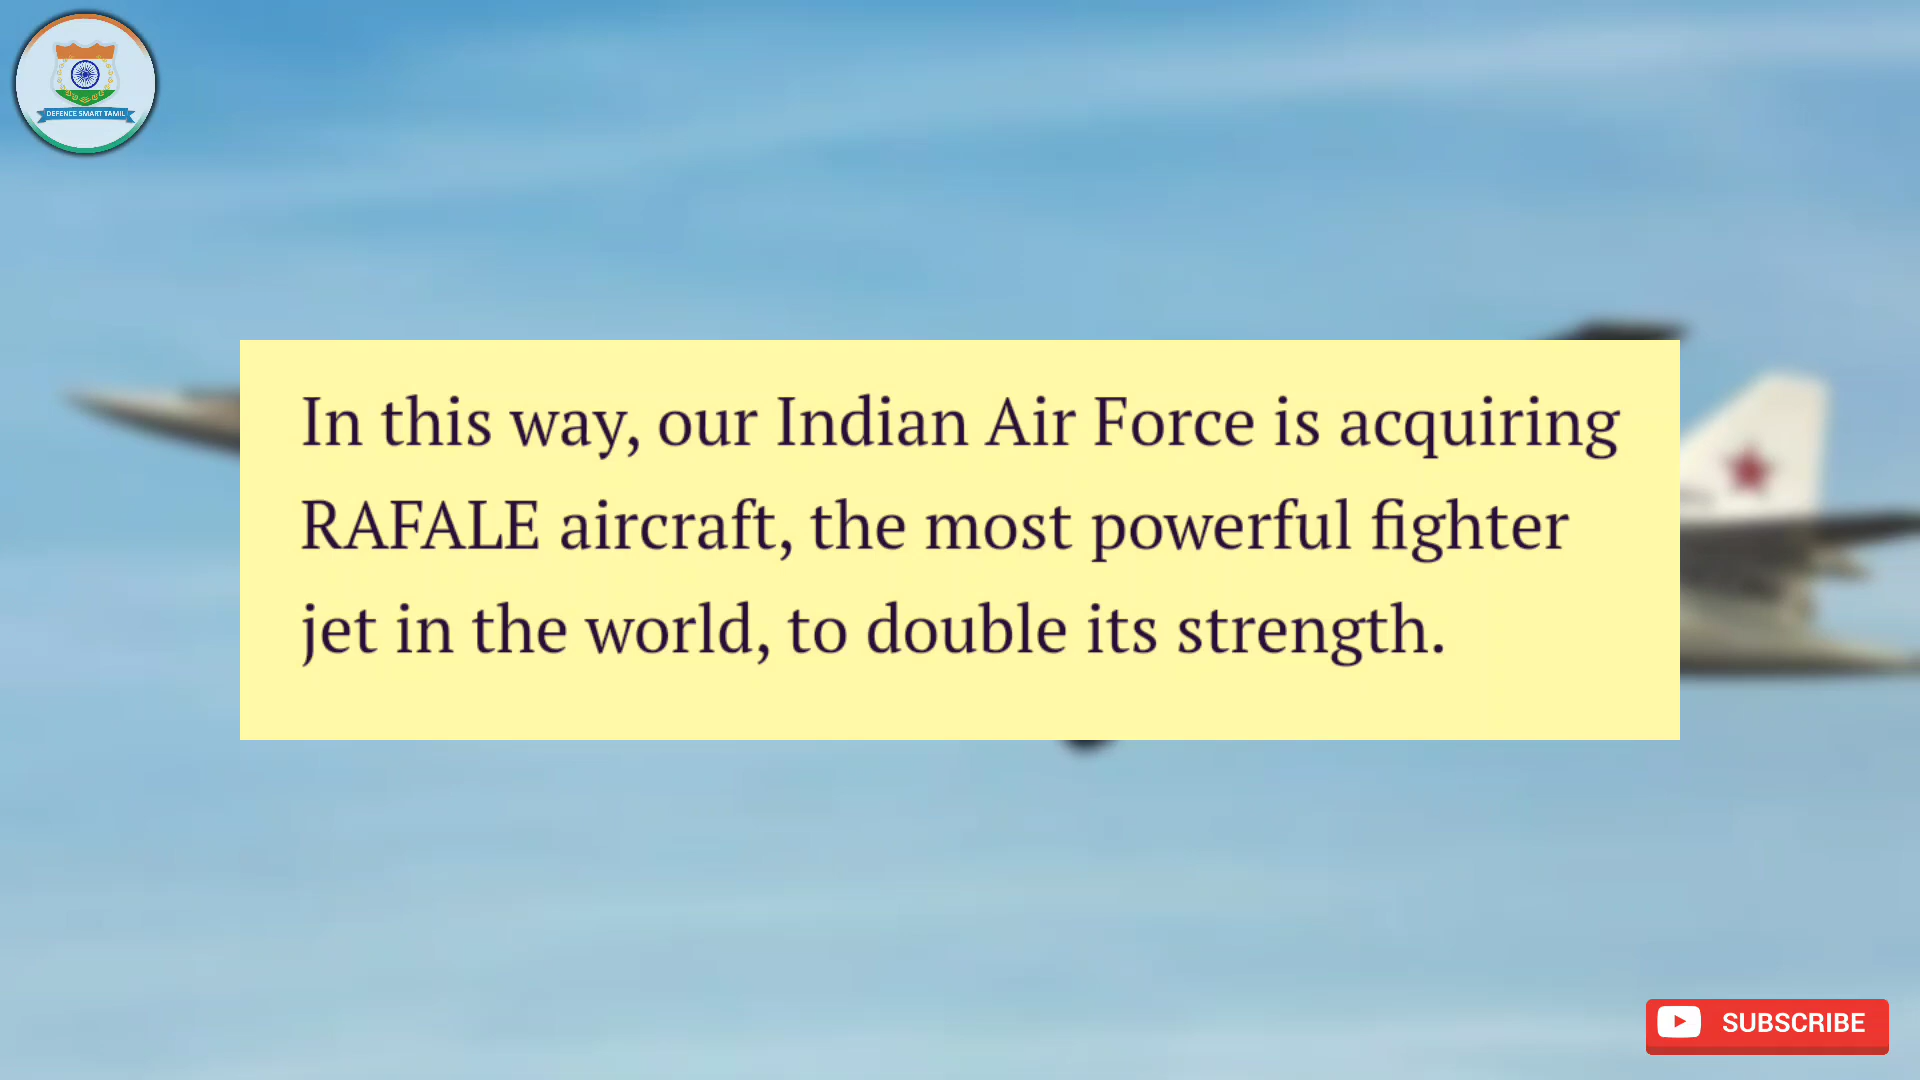 DEFENCE SMART TAMIL
In this way, our Indian Air Force is acquiring
RAFALE aircraft, the most powerful fighter
jet in the world, to double its strength.
SUBSCRIBE